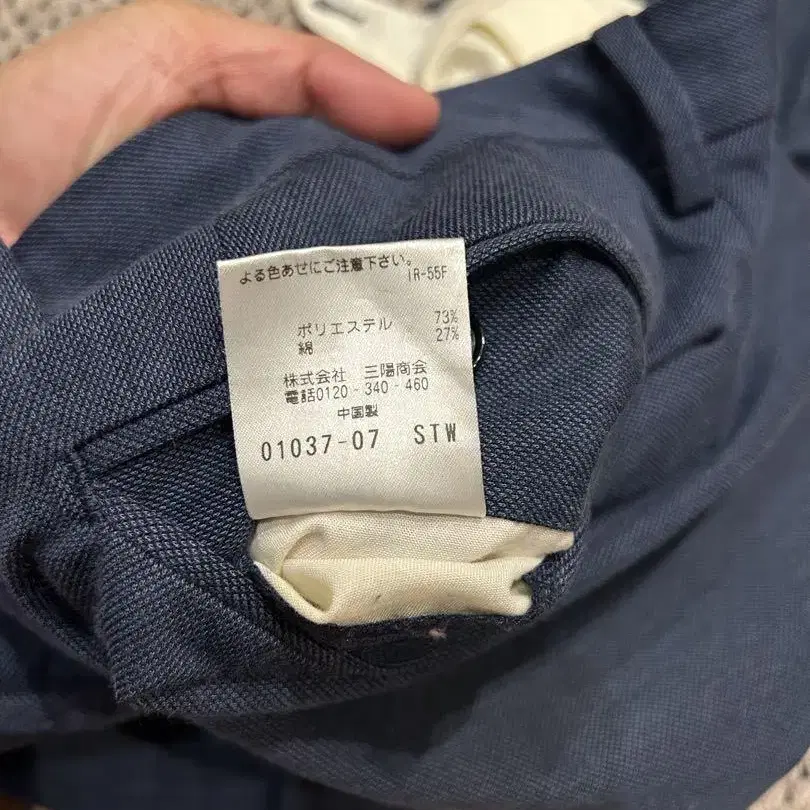 よる色あせにご注意下さい。
IR-55F
ポリエステル 73%
綿 27%
株式会社 三陽商会
電話0120-340-460
中国製
01037-07 STW